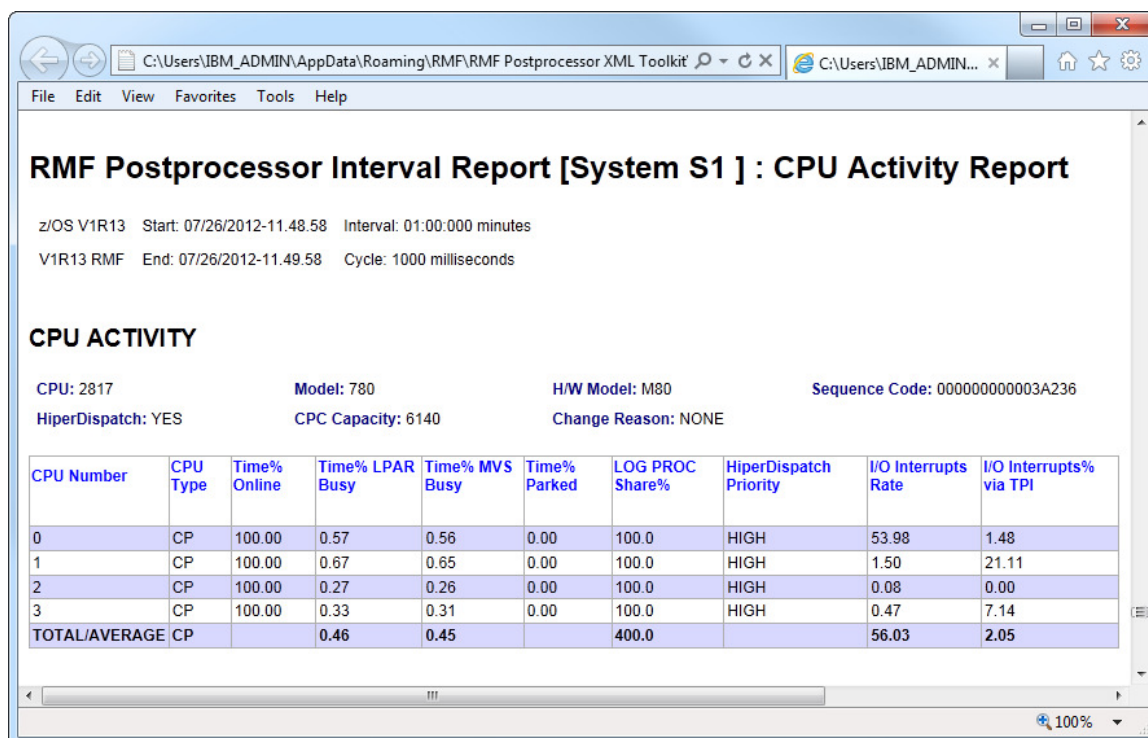 C:\Users\IBM_ADMIN\AppData\Roaming\RMF\RMF Postprocessor XML Toolkit
C:\Users\IBM_ADMIN...
File Edit View Favorites Tools Help
RMF Postprocessor Interval Report [System S1 ] : CPU Activity Report
z/OS V1R13 Start: 07/26/2012-11.48.58 Interval: 01:00:000 minutes
V1R13 RMF End: 07/26/2012-11.49.58 Cycle: 1000 milliseconds
CPU ACTIVITY
CPU: 2817 Model: 780 H/W Model: M80 Sequence Code: 000000000003A236
HiperDispatch: YES CPC Capacity: 6140 Change Reason: NONE
CPU Number CPU Type Time% Online Time% LPAR Busy Time% MVS Busy Time% Parked LOG PROC Share% HiperDispatch Priority I/O Interrupts Rate I/O Interrupts% via TPI
0 CP 100.00 0.57 0.56 0.00 100.0 HIGH 53.98 1.48
1 CP 100.00 0.67 0.65 0.00 100.0 HIGH 1.50 21.11
2 CP 100.00 0.27 0.26 0.00 100.0 HIGH 0.08 0.00
3 CP 100.00 0.33 0.31 0.00 100.0 HIGH 0.47 7.14
TOTAL/AVERAGE CP 0.46 0.45 400.0 56.03 2.05
100%